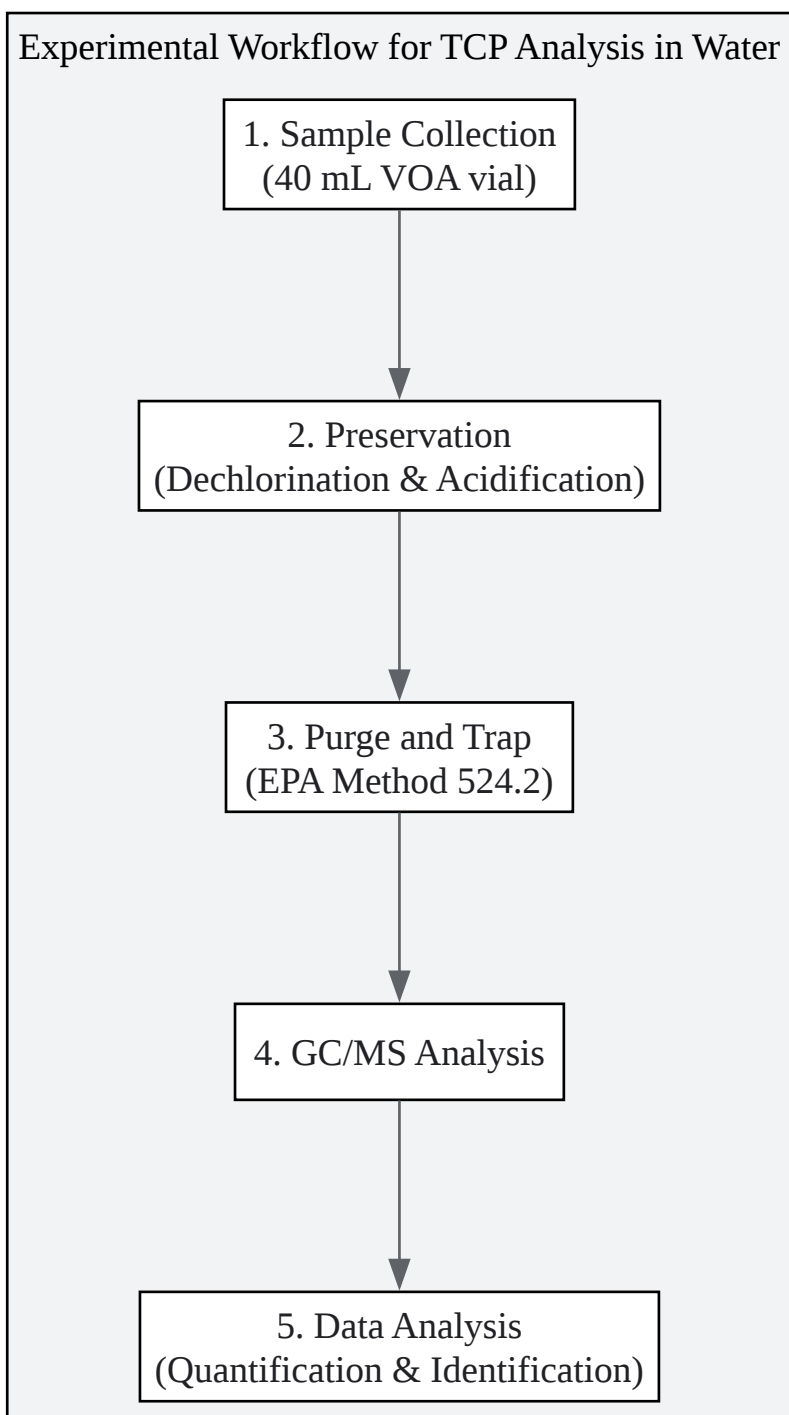 Experimental Workflow for TCP Analysis in Water
1. Sample Collection
(40 mL VOA vial)
2. Preservation
(Dechlorination & Acidification)
3. Purge and Trap
(EPA Method 524.2)
4. GC/MS Analysis
5. Data Analysis
(Quantification & Identification)